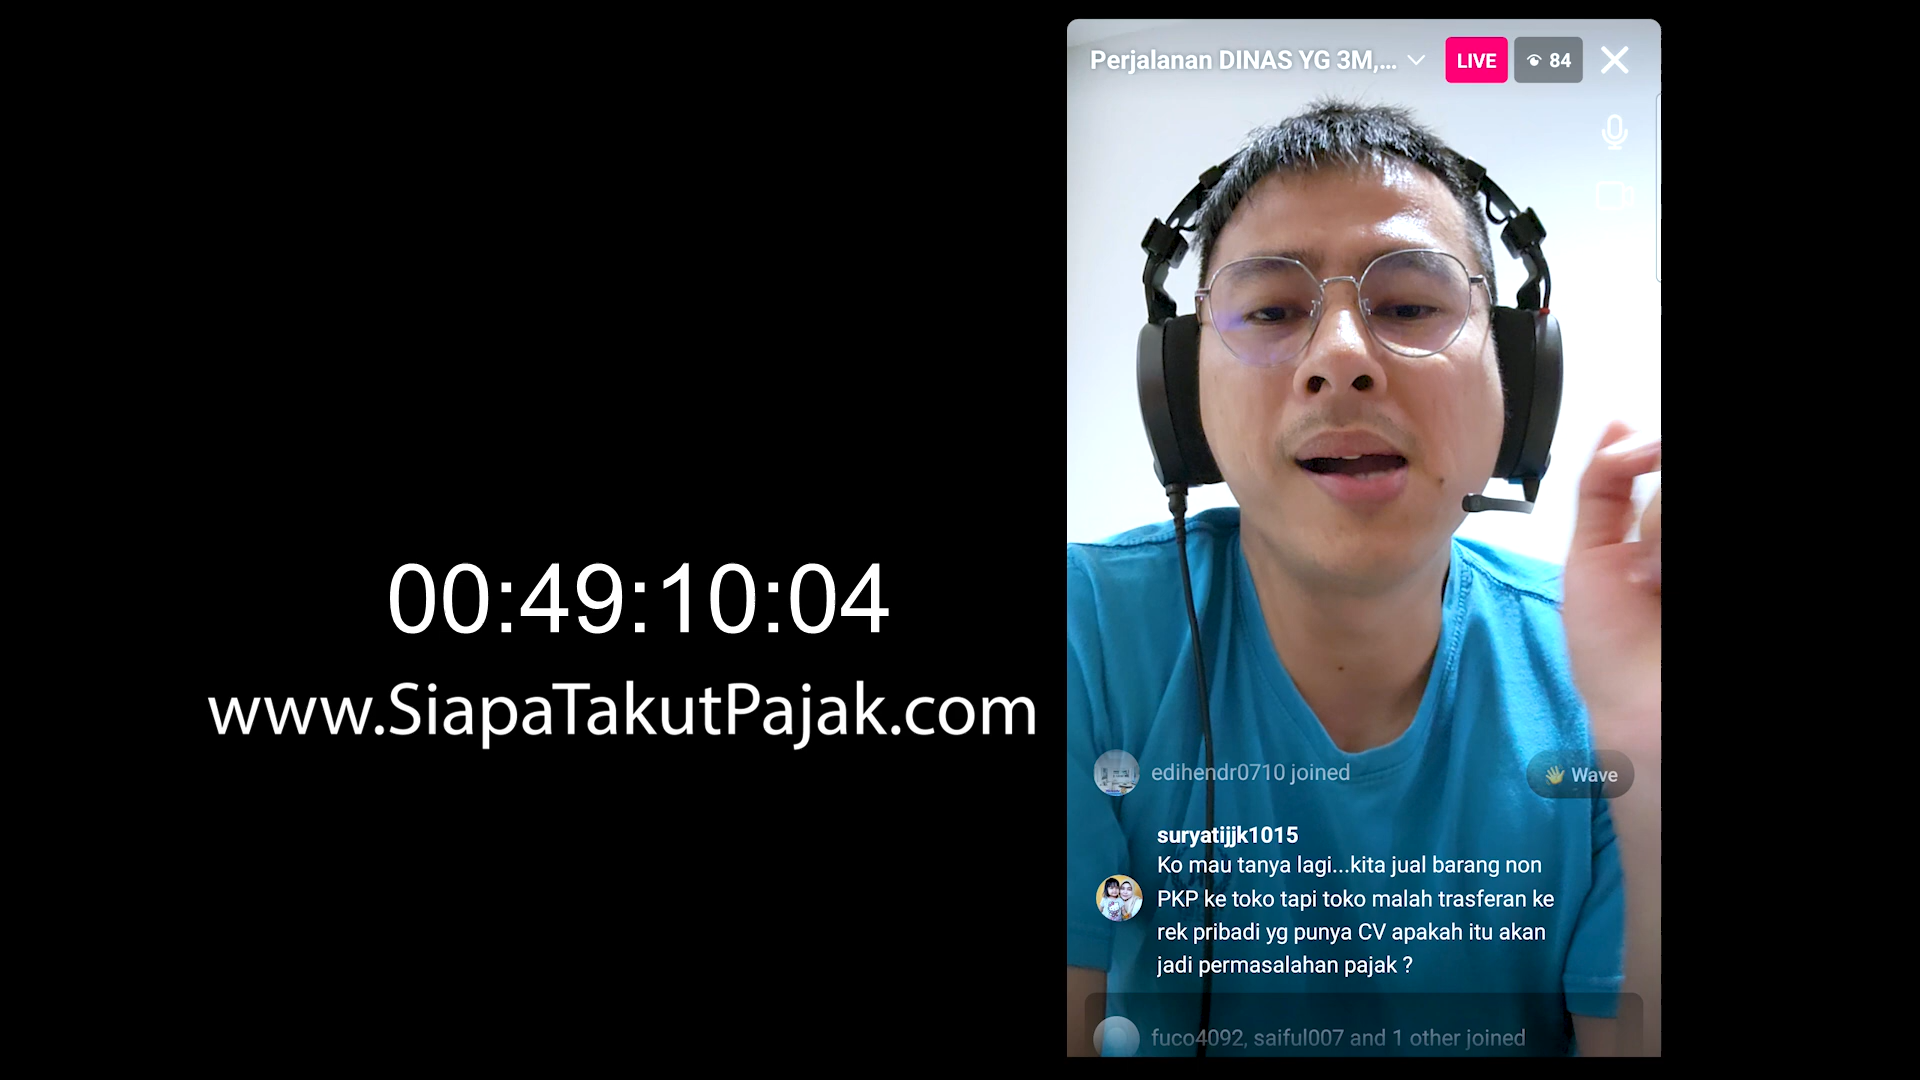 Perjalanan DINAS YG 3M,...
LIVE
84
00:49:10:04
www.SiapaTakutPajak.com
edihendr0710 joined
Wave
suryatijjk1015
Ko mau tanya lagi...kita jual barang non
PKP ke toko tapi toko malah trasferan ke
rek pribadi yg punya CV apakah itu akan
jadi permasalahan pajak ?
fuco4092, saiful007 and 1 other joined